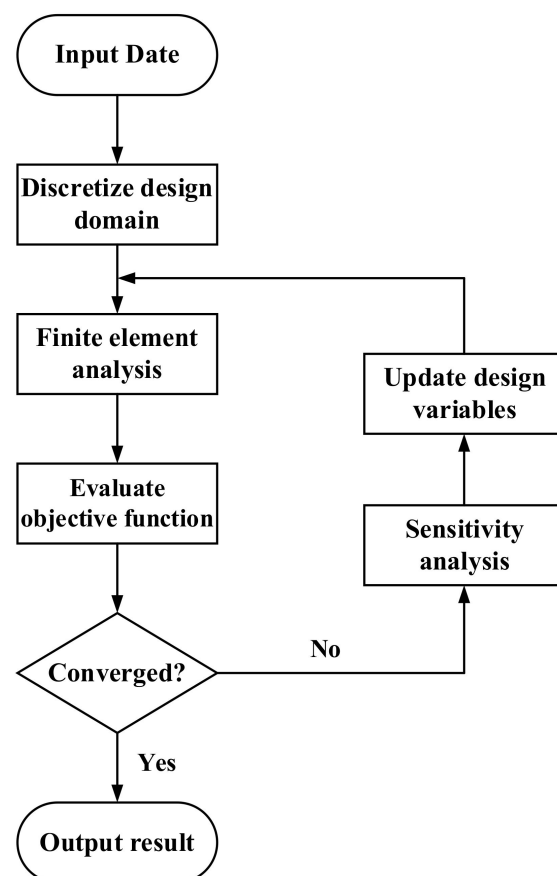 Input Date
Discretize design
domain
Finite element
analysis
Update design
variables
Evaluate
objective function
Sensitivity
analysis
Converged?
No
Yes
Output result